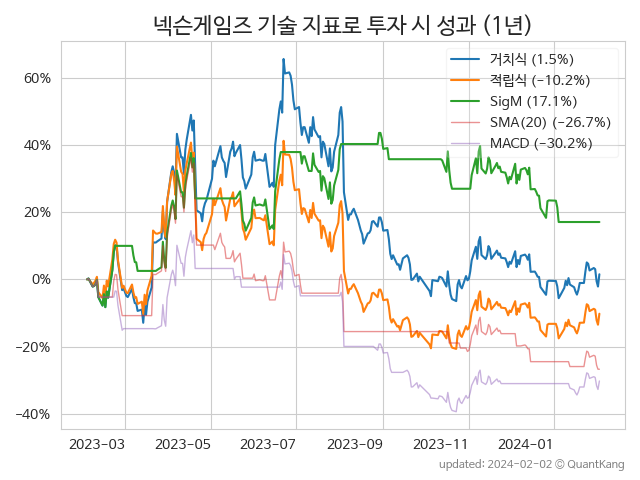 넥슨게임즈 기술 지표로 투자 시 성과 (1년)
거치식 (1.5%)
적립식 (−10.2%)
SigM (17.1%)
SMA(20) (−26.7%)
MACD (−30.2%)
60%
40%
20%
0%
−20%
−40%
2023−03 2023−05 2023−07 2023−09 2023−11 2024−01
updated: 2024−02−02 © QuantKang